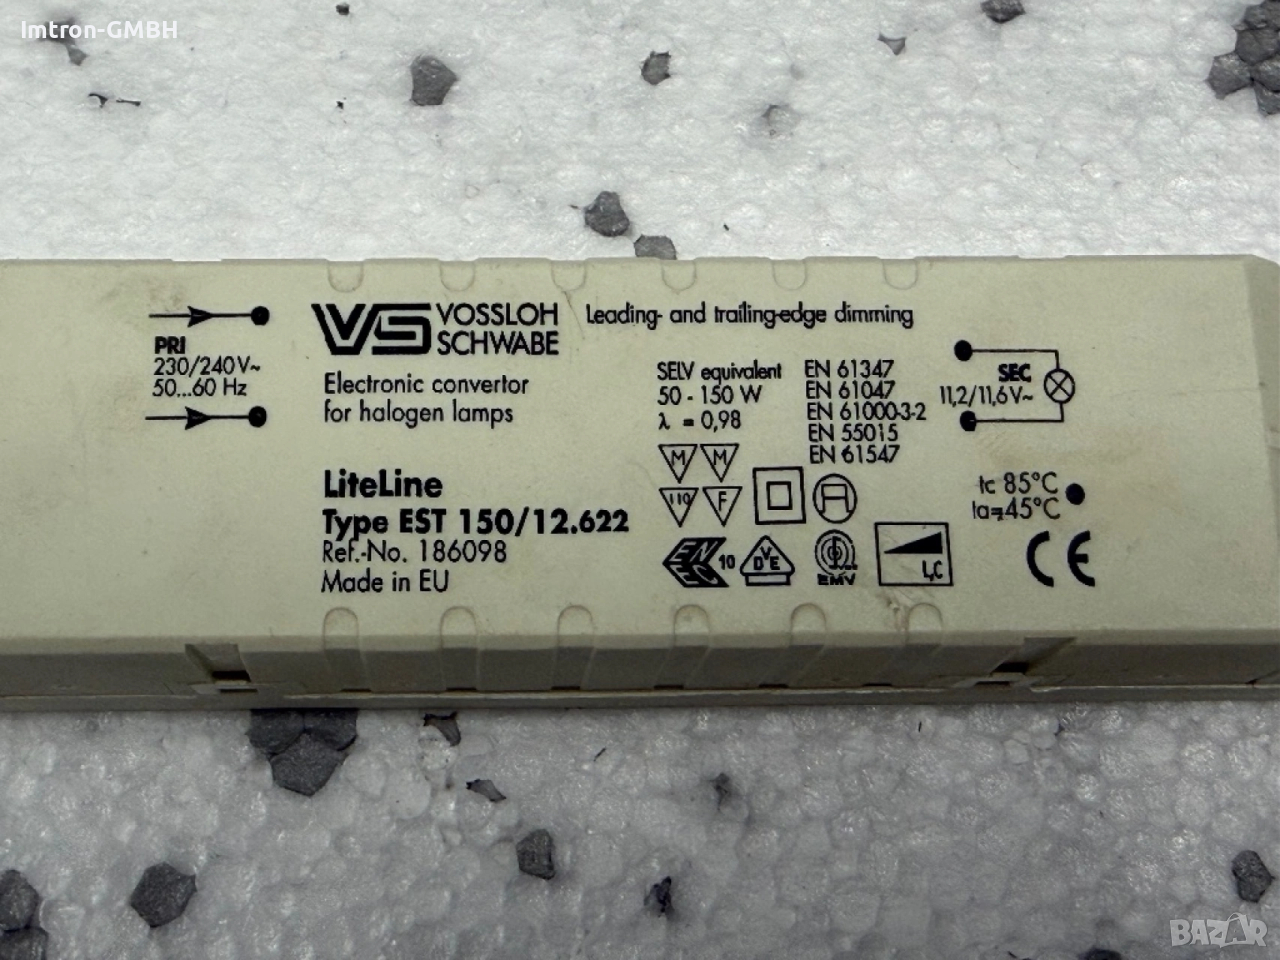 Imtron-GMBH
PRI
230/240V~
50...60 Hz
VS VOSSLOH
SCHWABE
Electronic convertor
for halogen lamps
LiteLine
Type EST 150/12.622
Ref.-No. 186098
Made in EU
Leading- and trailing-edge dimming
SELV equivalent
50 - 150 W
λ = 0,98
EN 61347
EN 61047
EN 61000-3-2
EN 55015
EN 61547
M M
110 F
ENEC 10
VDE
EMV
L,C
SEC
11,2/11,6V~
tc 85°C
ta=45°C
CE
BAZAR